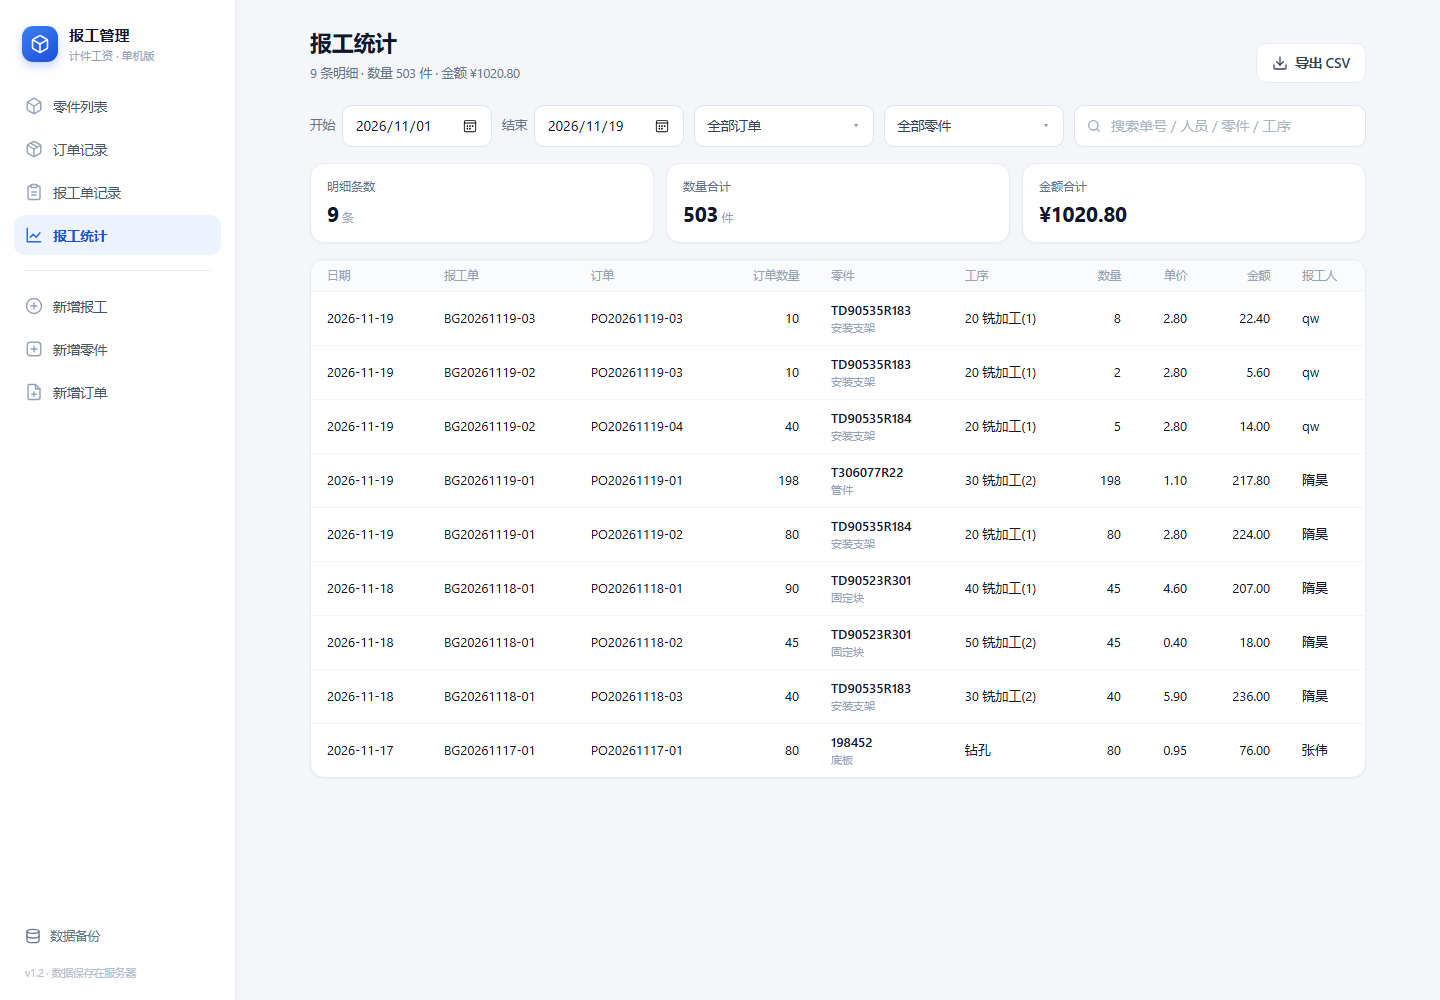 报工管理
计件工资 · 单机版
零件列表
订单记录
报工单记录
报工统计
新增报工
新增零件
新增订单
数据备份
v1.2 · 数据保存在服务器
报工统计
9 条明细 · 数量 503 件 · 金额 ¥1020.80
导出 CSV
开始 2026/11/01 结束 2026/11/19 全部订单 全部零件 搜索单号 / 人员 / 零件 / 工序
明细条数 数量合计 金额合计
9 条 503 件 ¥1020.80
日期 报工单 订单 订单数量 零件 工序 数量 单价 金额 报工人
2026-11-19 BG20261119-03 PO20261119-03 10 TD90535R183 20 铣加工(1) 8 2.80 22.40 qw
安装支架
2026-11-19 BG20261119-02 PO20261119-03 10 TD90535R183 20 铣加工(1) 2 2.80 5.60 qw
安装支架
2026-11-19 BG20261119-02 PO20261119-04 40 TD90535R184 20 铣加工(1) 5 2.80 14.00 qw
安装支架
2026-11-19 BG20261119-01 PO20261119-01 198 T306077R22 30 铣加工(2) 198 1.10 217.80 隋昊
管件
2026-11-19 BG20261119-01 PO20261119-02 80 TD90535R184 20 铣加工(1) 80 2.80 224.00 隋昊
安装支架
2026-11-18 BG20261118-01 PO20261118-01 90 TD90523R301 40 铣加工(1) 45 4.60 207.00 隋昊
固定块
2026-11-18 BG20261118-01 PO20261118-02 45 TD90523R301 50 铣加工(2) 45 0.40 18.00 隋昊
固定块
2026-11-18 BG20261118-01 PO20261118-03 40 TD90535R183 30 铣加工(2) 40 5.90 236.00 隋昊
安装支架
2026-11-17 BG20261117-01 PO20261117-01 80 198452 钻孔 80 0.95 76.00 张伟
底板